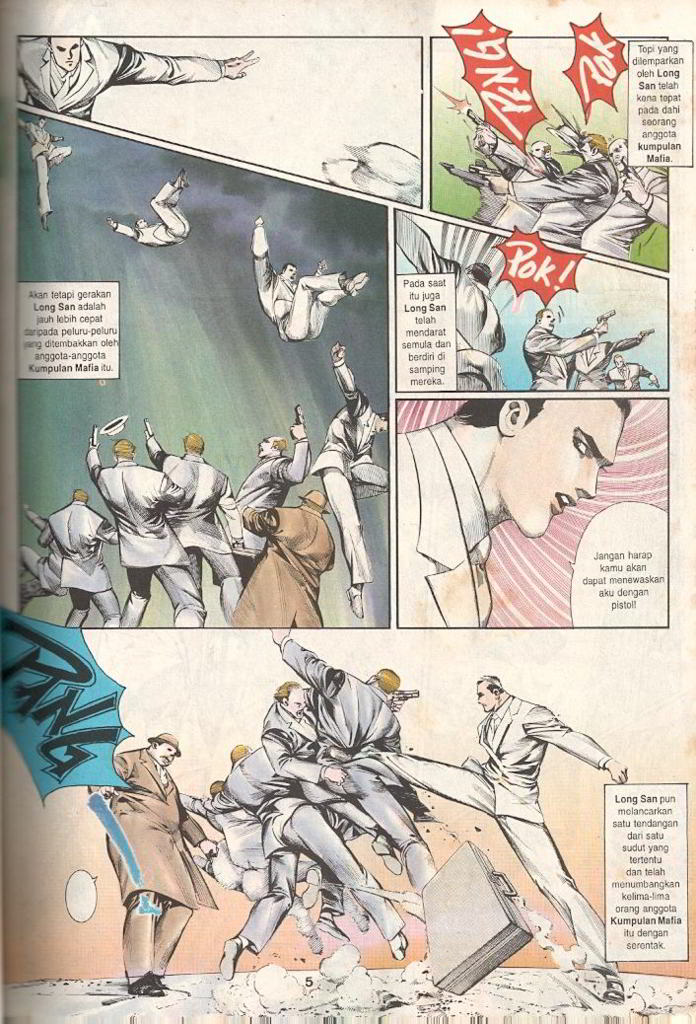 PENG!
POK
Topi yang
dilemparkan
oleh Long
San telah
kena tepat
pada dahi
seorang
anggota
kumpulan
Mafia.
Akan tetapi gerakan
Long San adalah
jauh lebih cepat
daripada peluru-peluru
yang ditembakkan oleh
anggota-anggota
Kumpulan Mafia itu.
POK!
Pada saat
itu juga
Long San
telah
mendarat
semula dan
berdiri di
samping
mereka.
Jangan harap
kamu akan
dapat menewaskan
aku dengan
pistol!
PANG
Long San pun
melancarkan
satu tendangan
dari satu
sudut yang
tertentu
dan telah
menumbangkan
kelima-lima
orang anggota
Kumpulan Mafia
itu dengan
serentak.
5